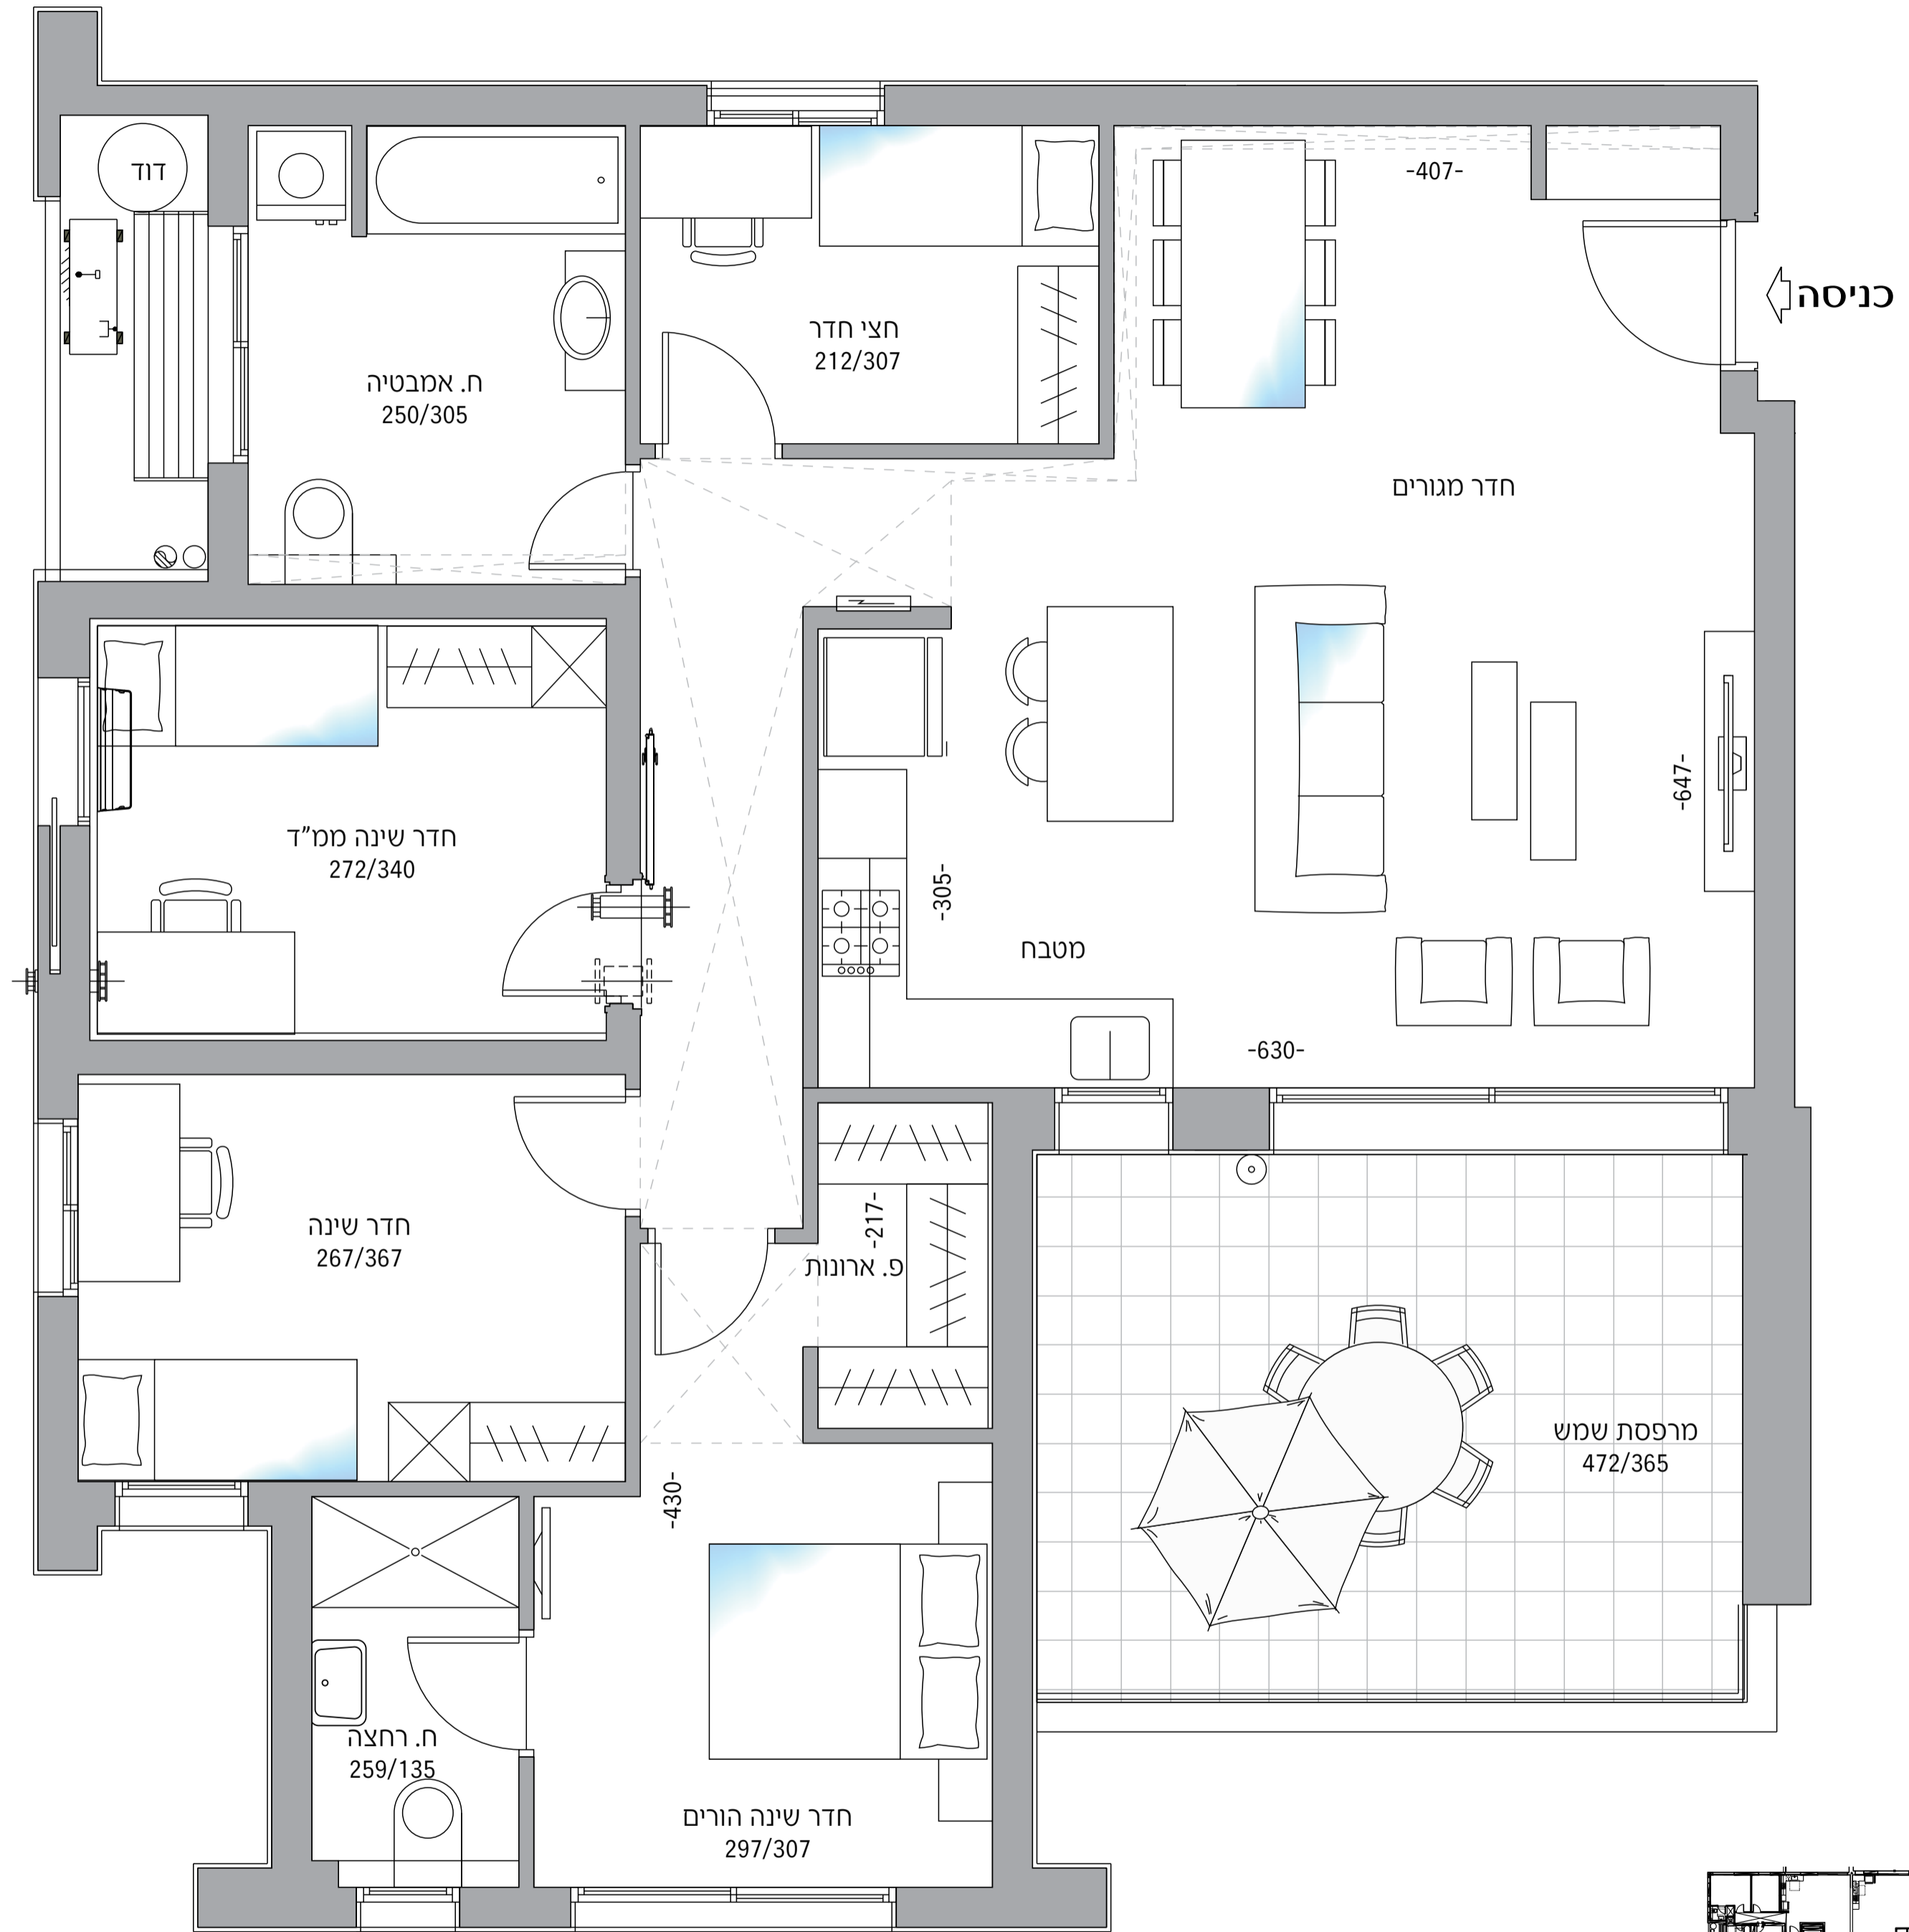 דוד
-407-
כניסה
חצי חדר
212/307
ח. אמבטיה
250/305
חדר מגורים
חדר שינה ממ"ד
272/340
-647-
-305-
מטבח
-630-
חדר שינה
267/367
-217-
פ. ארונות
מרפסת שמש
472/365
-430-
ח. רחצה
259/135
חדר שינה הורים
297/307